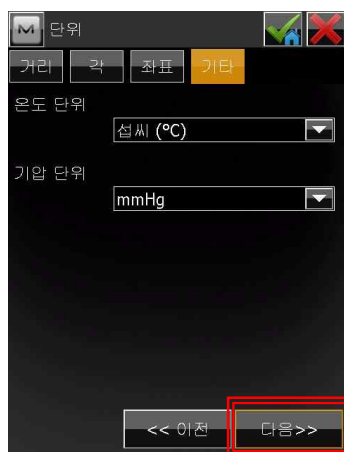 M 단위
거리 각 좌표 기타
온도 단위
섭씨 (ºC)
기압 단위
mmHg
<< 이전 다음>>